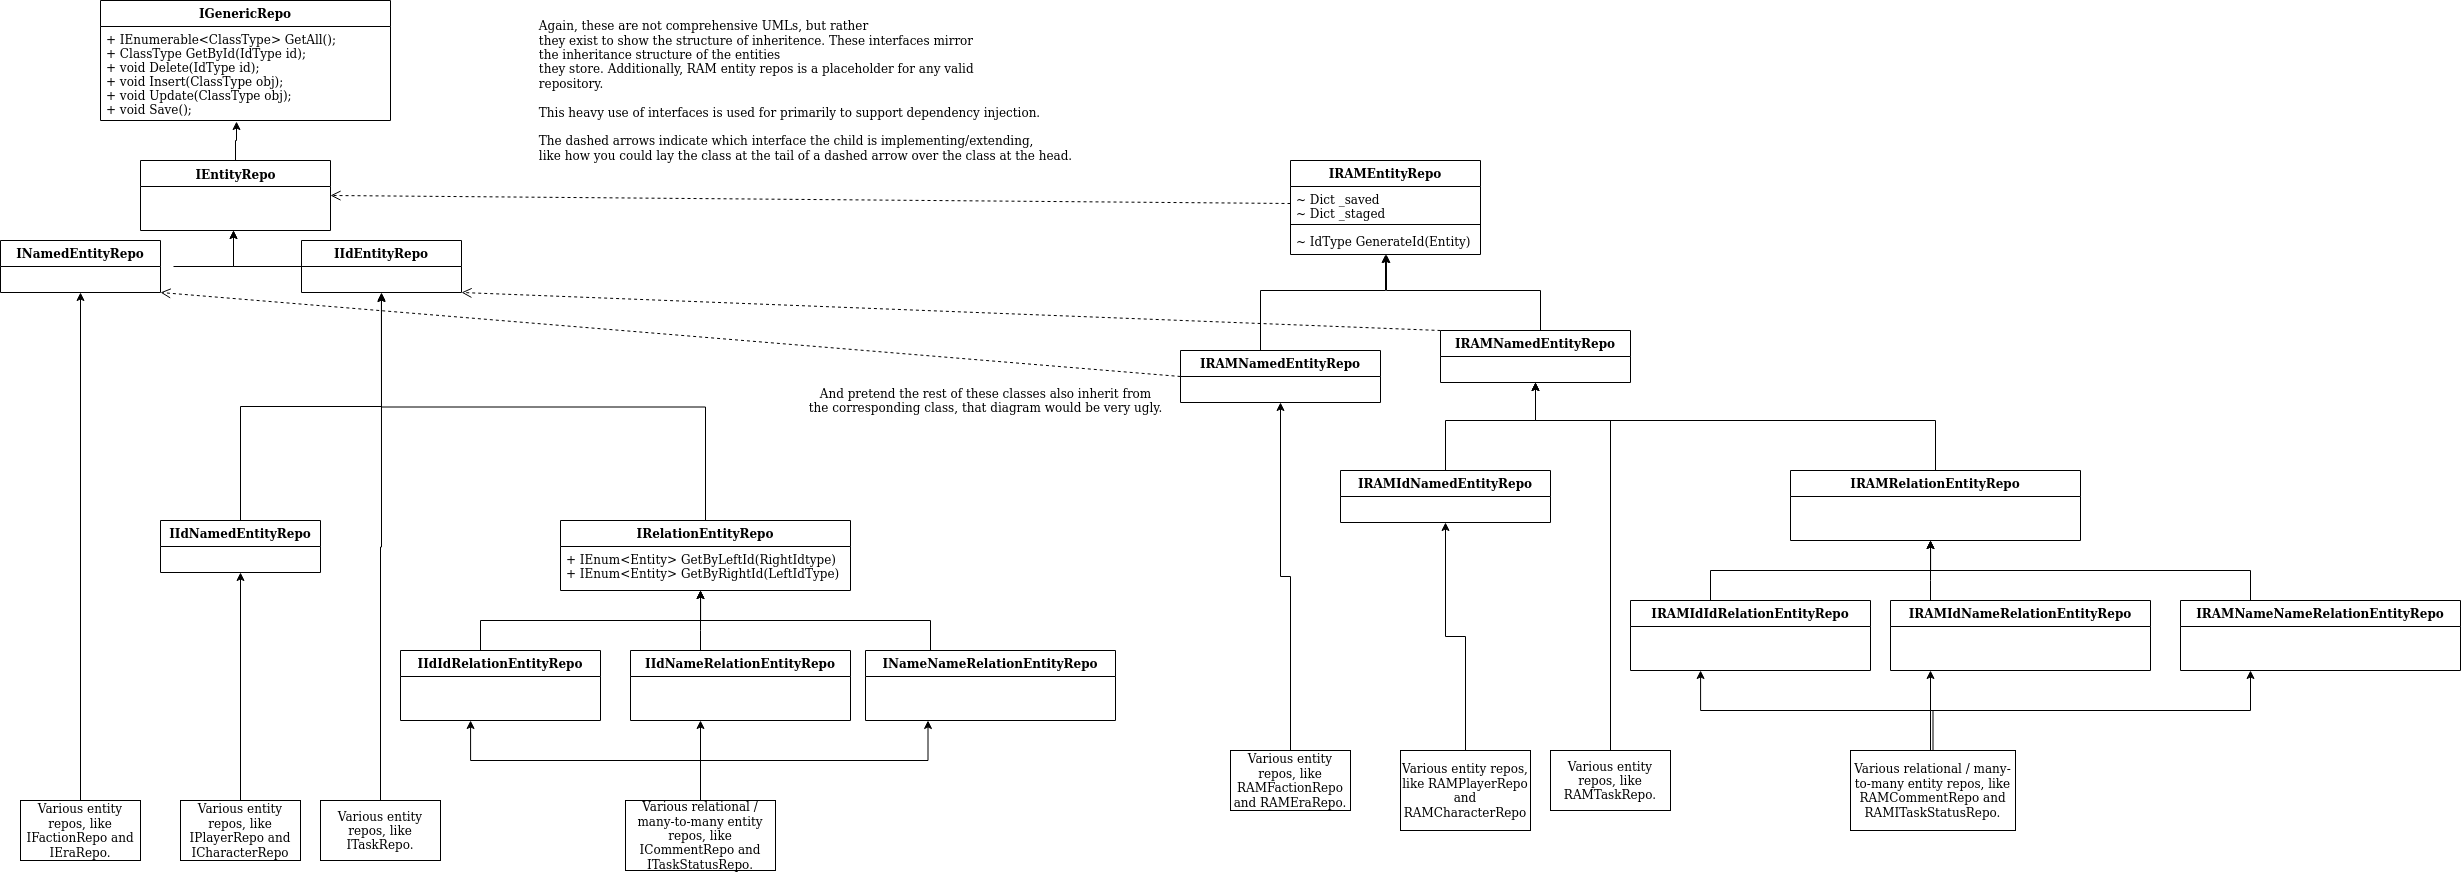 IGenericRepo
+ IEnumerable<ClassType> GetAll();
+ ClassType GetById(IdType id);
+ void Delete(IdType id);
+ void Insert(ClassType obj);
+ void Update(ClassType obj);
+ void Save();
Again, these are not comprehensive UMLs, but rather
they exist to show the structure of inheritence. These interfaces mirror
the inheritance structure of the entities
they store. Additionally, RAM entity repos is a placeholder for any valid
repository.
This heavy use of interfaces is used for primarily to support dependency injection.
The dashed arrows indicate which interface the child is implementing/extending,
like how you could lay the class at the tail of a dashed arrow over the class at the head.
IEntityRepo
IRAMEntityRepo
~ Dict _saved
~ Dict _staged
~ IdType GenerateId(Entity)
INamedEntityRepo
IIdEntityRepo
IRAMNamedEntityRepo
IRAMNamedEntityRepo
And pretend the rest of these classes also inherit from
the corresponding class, that diagram would be very ugly.
IRAMIdNamedEntityRepo
IRAMRelationEntityRepo
IIdNamedEntityRepo
IRelationEntityRepo
+ IEnum<Entity> GetByLeftId(RightIdtype)
+ IEnum<Entity> GetByRightId(LeftIdType)
IRAMIdIdRelationEntityRepo
IRAMIdNameRelationEntityRepo
IRAMNameNameRelationEntityRepo
IIdIdRelationEntityRepo
IIdNameRelationEntityRepo
INameNameRelationEntityRepo
Various entity
repos, like
RAMFactionRepo
and RAMEraRepo.
Various entity repos,
like RAMPlayerRepo
and
RAMCharacterRepo
Various entity
repos, like
RAMTaskRepo.
Various relational / many-
to-many entity repos, like
RAMCommentRepo and
RAMITaskStatusRepo.
Various entity
repos, like
IFactionRepo and
IEraRepo.
Various entity
repos, like
IPlayerRepo and
ICharacterRepo
Various entity
repos, like
ITaskRepo.
Various relational /
many-to-many entity
repos, like
ICommentRepo and
ITaskStatusRepo.